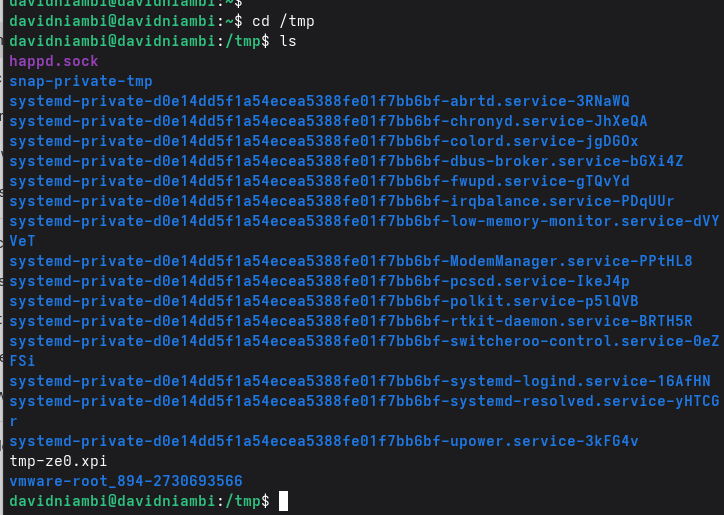 davidniambi@davidniambi:~$
davidniambi@davidniambi:~$ cd /tmp
davidniambi@davidniambi:/tmp$ ls
happd.sock
snap-private-tmp
systemd-private-d0e14dd5f1a54ecea5388fe01f7bb6bf-abrtd.service-3RNaWQ
systemd-private-d0e14dd5f1a54ecea5388fe01f7bb6bf-chronyd.service-JhXeQA
systemd-private-d0e14dd5f1a54ecea5388fe01f7bb6bf-colord.service-jgDGOx
systemd-private-d0e14dd5f1a54ecea5388fe01f7bb6bf-dbus-broker.service-bGXi4Z
systemd-private-d0e14dd5f1a54ecea5388fe01f7bb6bf-fwupd.service-gTQvYd
systemd-private-d0e14dd5f1a54ecea5388fe01f7bb6bf-irqbalance.service-PDqUUr
systemd-private-d0e14dd5f1a54ecea5388fe01f7bb6bf-low-memory-monitor.service-dVY
VeT
systemd-private-d0e14dd5f1a54ecea5388fe01f7bb6bf-ModemManager.service-PPtHL8
systemd-private-d0e14dd5f1a54ecea5388fe01f7bb6bf-pcscd.service-IkeJ4p
systemd-private-d0e14dd5f1a54ecea5388fe01f7bb6bf-polkit.service-p5lQVB
systemd-private-d0e14dd5f1a54ecea5388fe01f7bb6bf-rtkit-daemon.service-BRTH5R
systemd-private-d0e14dd5f1a54ecea5388fe01f7bb6bf-switcheroo-control.service-0eZ
FSi
systemd-private-d0e14dd5f1a54ecea5388fe01f7bb6bf-systemd-logind.service-16AfHN
systemd-private-d0e14dd5f1a54ecea5388fe01f7bb6bf-systemd-resolved.service-yHTCG
r
systemd-private-d0e14dd5f1a54ecea5388fe01f7bb6bf-upower.service-3kFG4v
tmp-ze0.xpi
vmware-root_894-2730693566
davidniambi@davidniambi:/tmp$